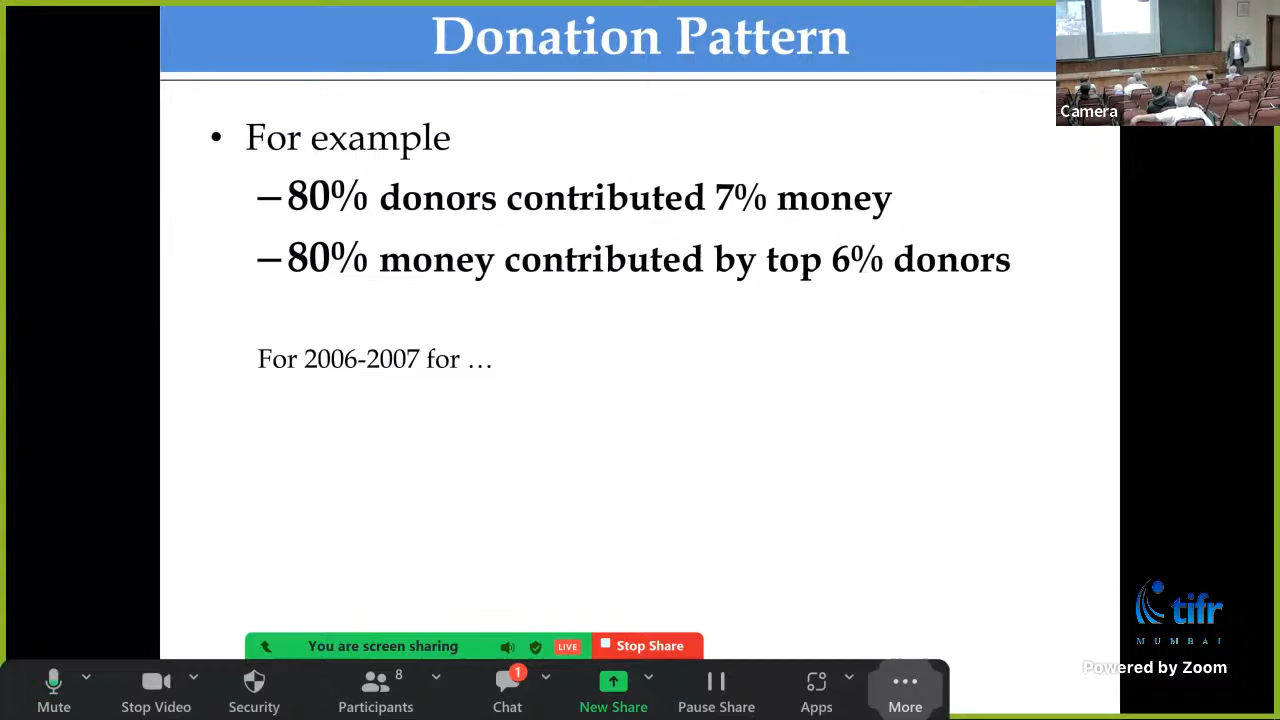 Donation Pattern
• For example
–80% donors contributed 7% money
–80% money contributed by top 6% donors
For 2006-2007 for …
Camera
tifr
MUMBAI
Powered by Zoom
You are screen sharing
LIVE
Stop Share
Mute
Stop Video
Security
8
Participants
1
Chat
New Share
Pause Share
Apps
More